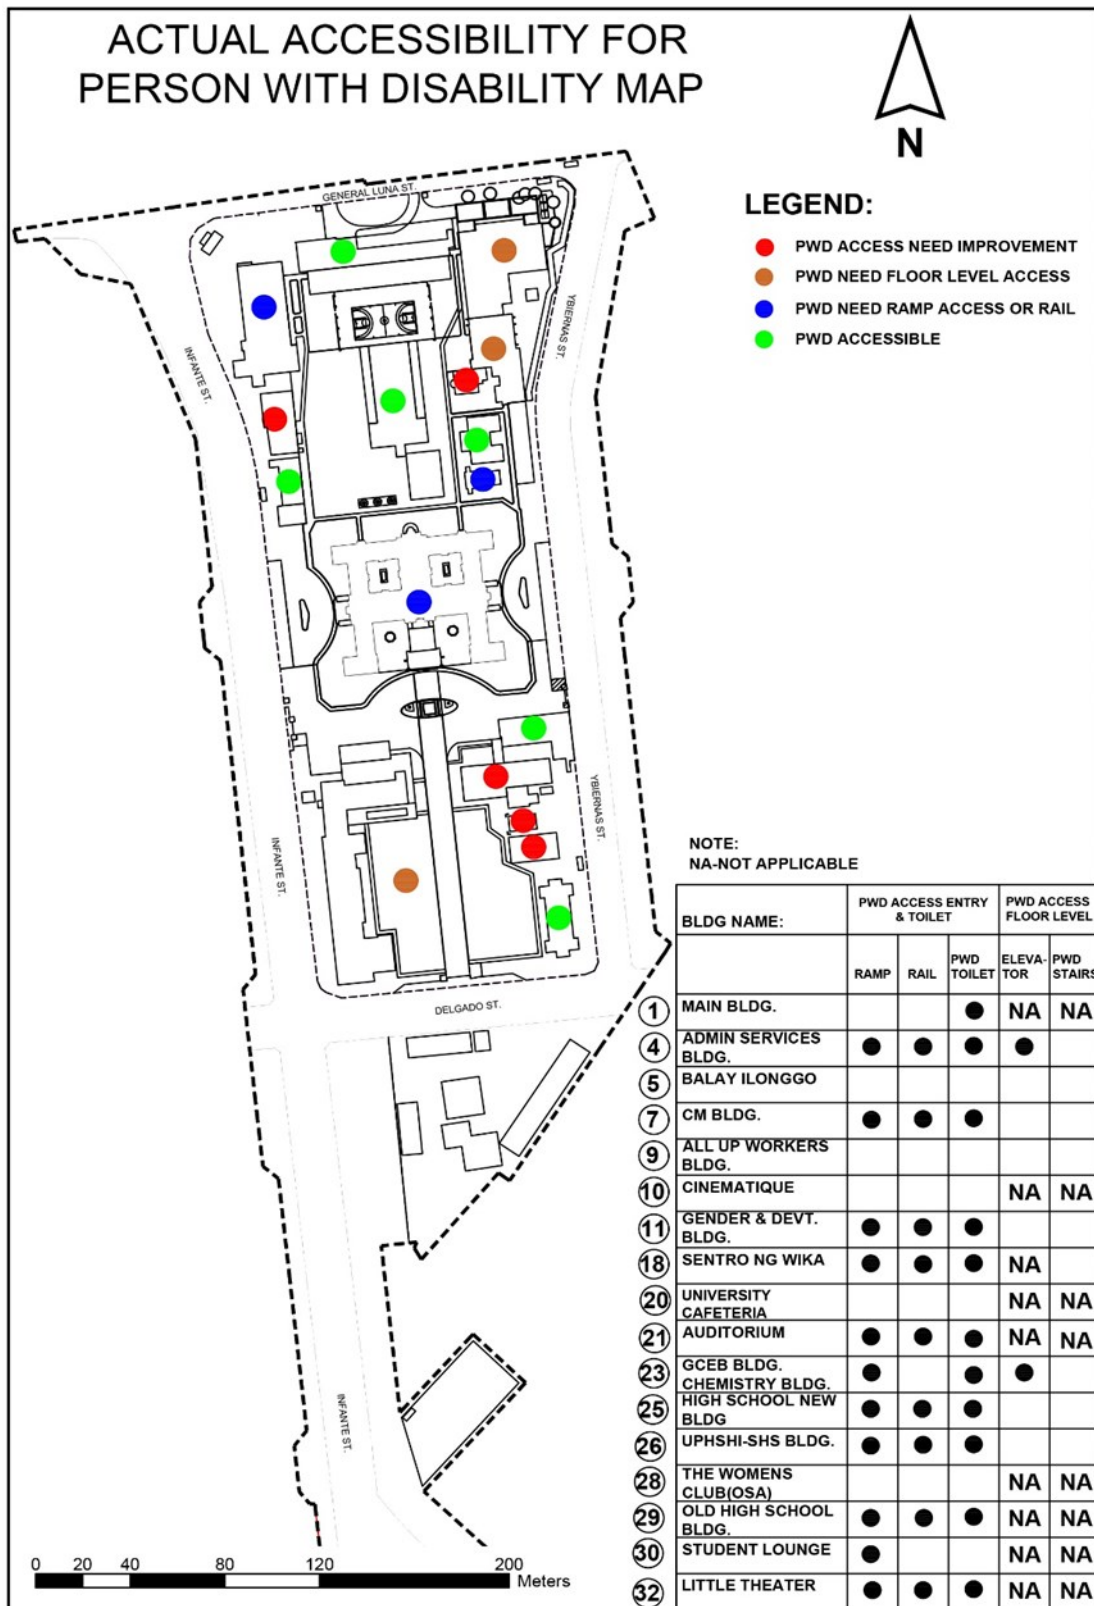 ACTUAL ACCESSIBILITY FOR
PERSON WITH DISABILITY MAP
N
LEGEND:
PWD ACCESS NEED IMPROVEMENT
PWD NEED FLOOR LEVEL ACCESS
PWD NEED RAMP ACCESS OR RAIL
PWD ACCESSIBLE
GENERAL LUNA ST.
YBIERNAS ST.
INFANTE ST.
YBIERNAS ST.
INFANTE ST.
DELGADO ST.
INFANTE ST.
NOTE:
NA-NOT APPLICABLE
BLDG NAME:
PWD ACCESS ENTRY
& TOILET
PWD ACCESS
FLOOR LEVEL
RAMP
RAIL
PWD
TOILET
ELEVA-
TOR
PWD
STAIRS
1 MAIN BLDG. NA NA
4 ADMIN SERVICES
BLDG.
5 BALAY ILONGGO
7 CM BLDG.
9 ALL UP WORKERS
BLDG.
10 CINEMATIQUE NA NA
11 GENDER & DEVT.
BLDG.
18 SENTRO NG WIKA NA
20 UNIVERSITY
CAFETERIA NA NA
21 AUDITORIUM NA NA
23 GCEB BLDG.
CHEMISTRY BLDG.
25 HIGH SCHOOL NEW
BLDG
26 UPHSHI-SHS BLDG.
28 THE WOMENS
CLUB(OSA) NA NA
29 OLD HIGH SCHOOL
BLDG. NA NA
30 STUDENT LOUNGE NA NA
32 LITTLE THEATER NA NA
0 20 40 80 120 200
Meters